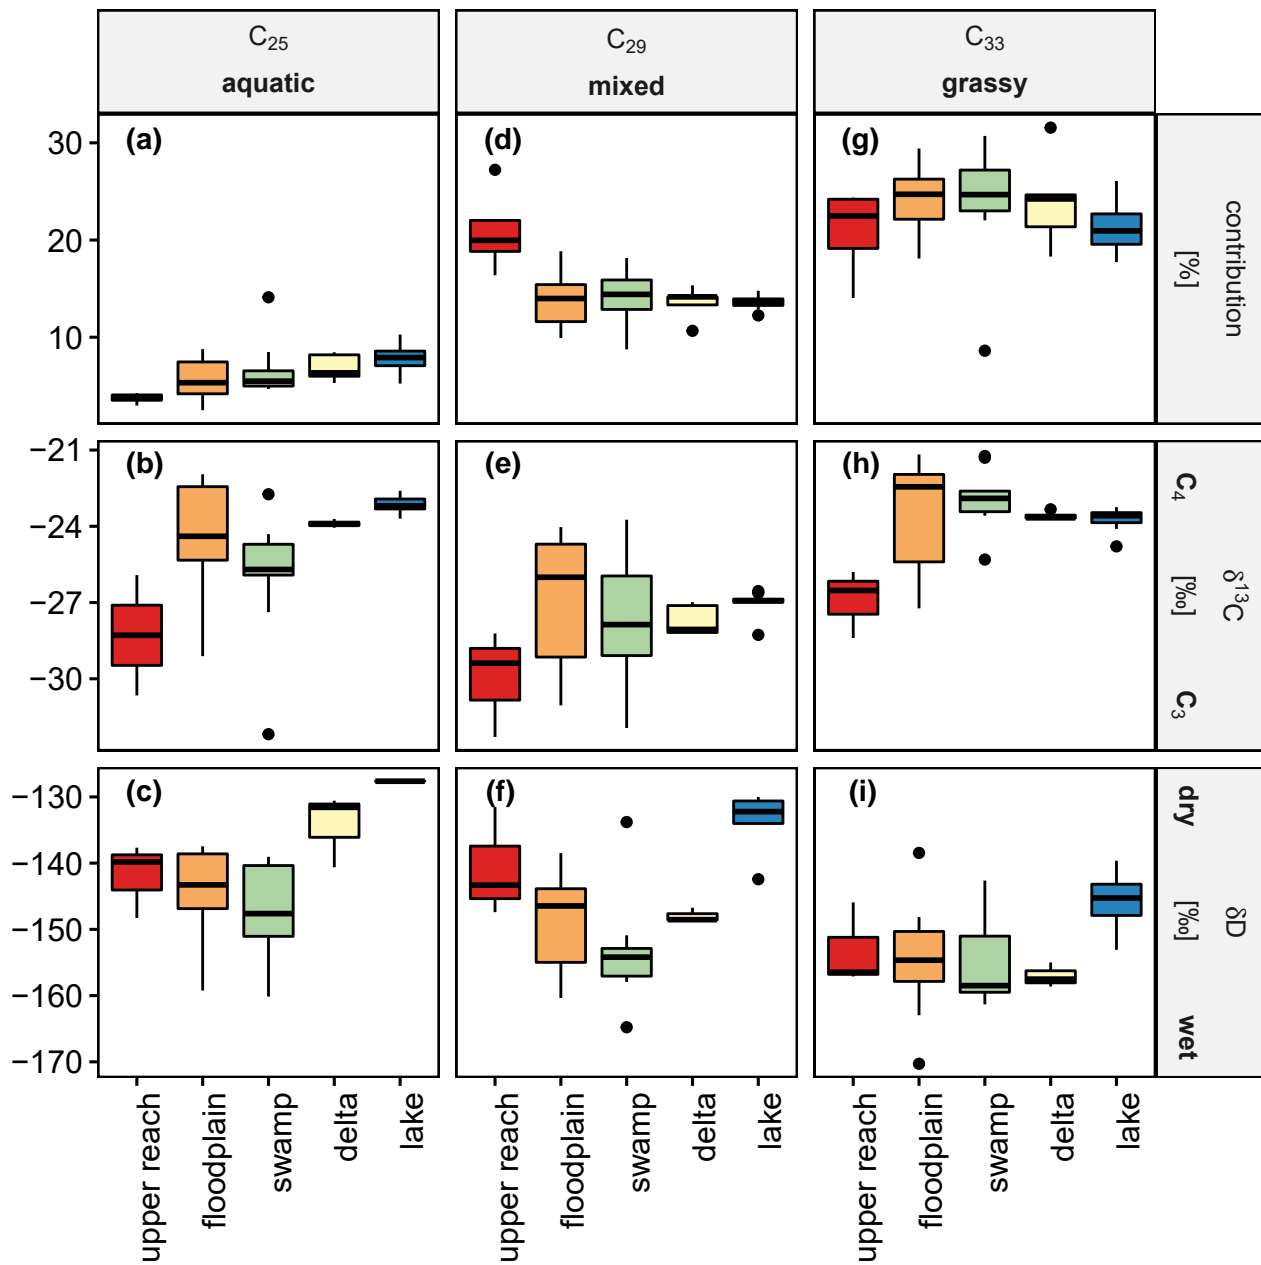 C₂₅
aquatic
C₂₉
mixed
C₃₃
grassy
(a)
(d)
(g)
30
20
10
contribution
[%]
(b)
(e)
(h)
−21
−24
−27
−30
C₄
C₃
[‰]
δ¹³C
(c)
(f)
(i)
−130
−140
−150
−160
−170
dry
wet
[‰]
δD
upper reach
floodplain
swamp
delta
lake
upper reach
floodplain
swamp
delta
lake
upper reach
floodplain
swamp
delta
lake